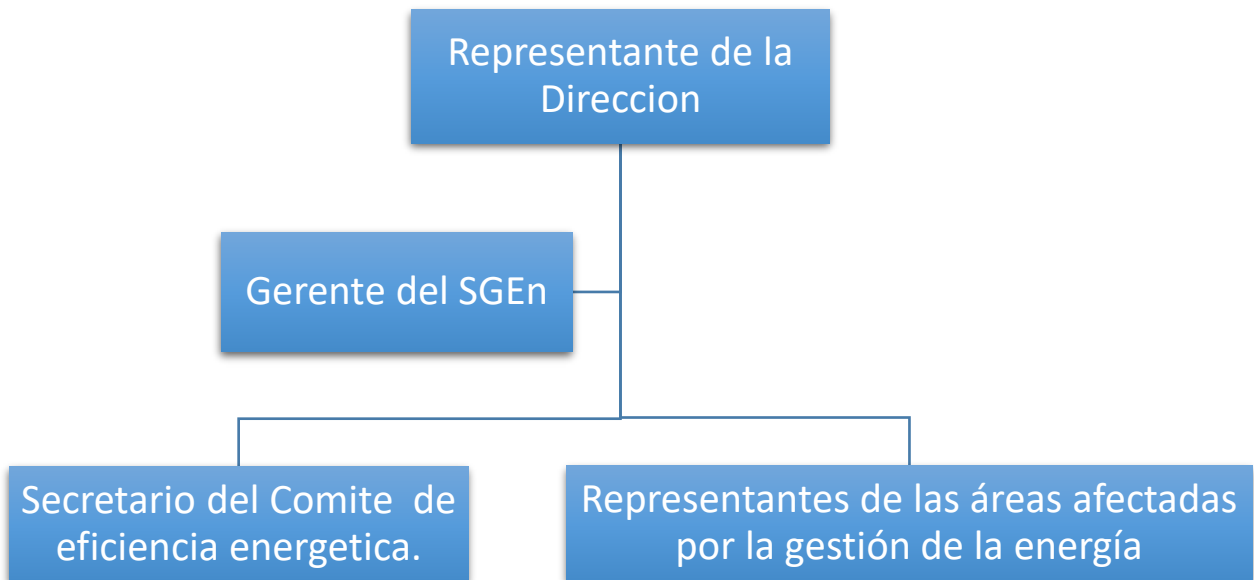 Representante de la
Direccion
Gerente del SGEn
Secretario del Comite de
eficiencia energetica.
Representantes de las áreas afectadas
por la gestión de la energía